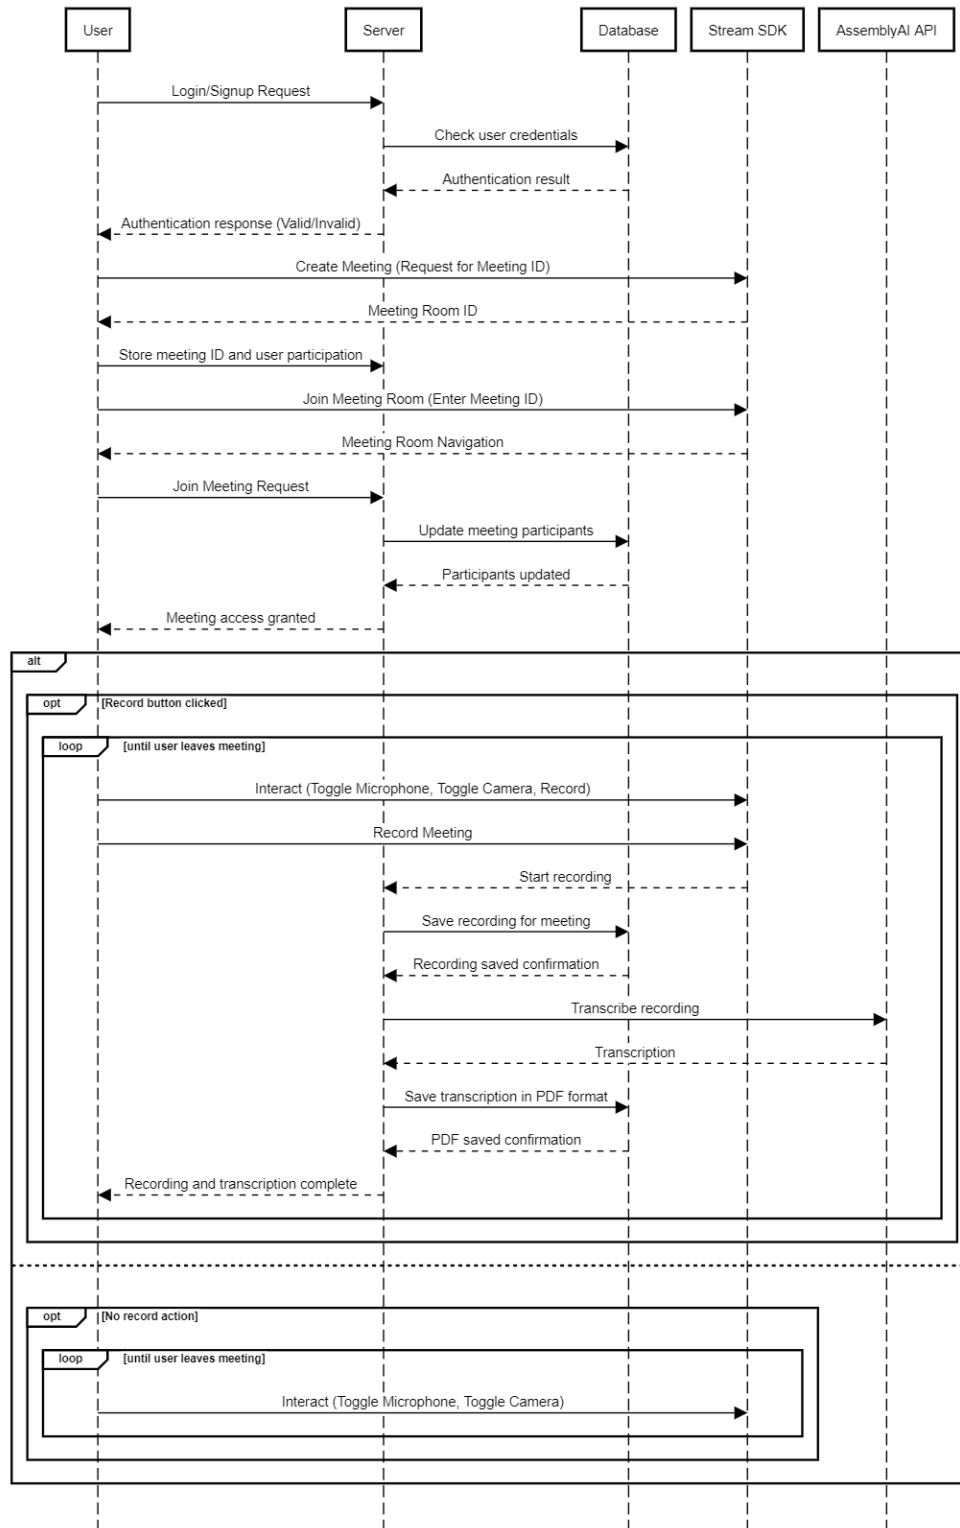 User
Server
Database
Stream SDK
AssemblyAI API
Login/Signup Request
Check user credentials
Authentication result
Authentication response (Valid/Invalid)
Create Meeting (Request for Meeting ID)
Meeting Room ID
Store meeting ID and user participation
Join Meeting Room (Enter Meeting ID)
Meeting Room Navigation
Join Meeting Request
Update meeting participants
Participants updated
Meeting access granted
alt
opt [Record button clicked]
loop [until user leaves meeting]
Interact (Toggle Microphone, Toggle Camera, Record)
Record Meeting
Start recording
Save recording for meeting
Recording saved confirmation
Transcribe recording
Transcription
Save transcription in PDF format
PDF saved confirmation
Recording and transcription complete
opt [No record action]
loop [until user leaves meeting]
Interact (Toggle Microphone, Toggle Camera)